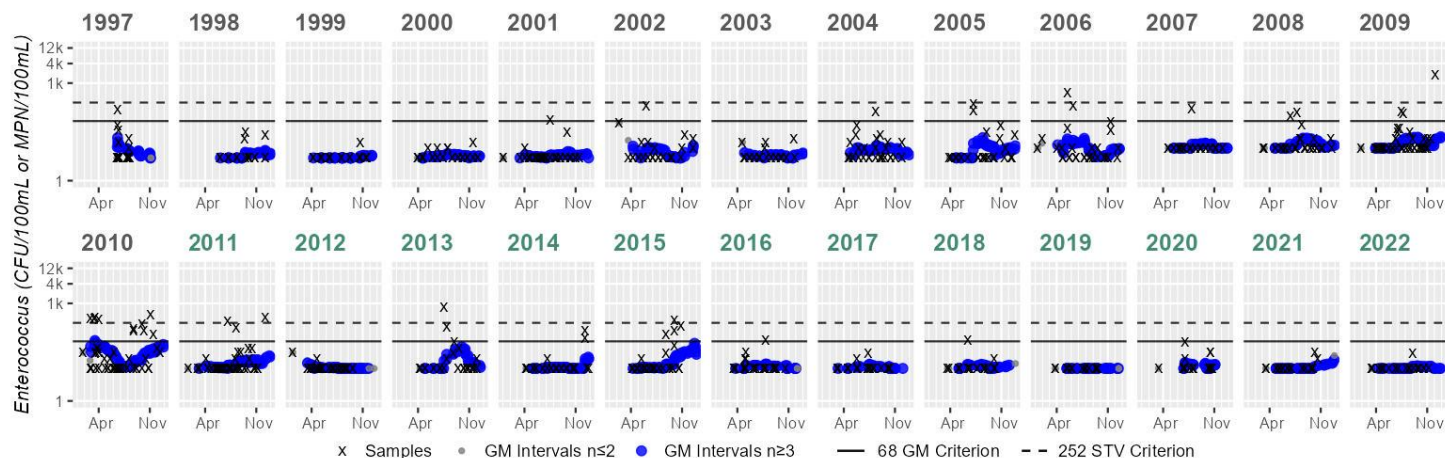 1997 1998 1999 2000 2001 2002 2003 2004 2005 2006 2007 2008 2009
Enterococcus (CFU/100mL or MPN/100mL)
12k
4k
1k
1
Apr Nov Apr Nov Apr Nov Apr Nov Apr Nov Apr Nov Apr Nov Apr Nov Apr Nov Apr Nov Apr Nov Apr Nov Apr Nov
2010 2011 2012 2013 2014 2015 2016 2017 2018 2019 2020 2021 2022
12k
4k
1k
1
Apr Nov Apr Nov Apr Nov Apr Nov Apr Nov Apr Nov Apr Nov Apr Nov Apr Nov Apr Nov Apr Nov Apr Nov Apr Nov
x Samples GM Intervals n≤2 GM Intervals n≥3 68 GM Criterion 252 STV Criterion